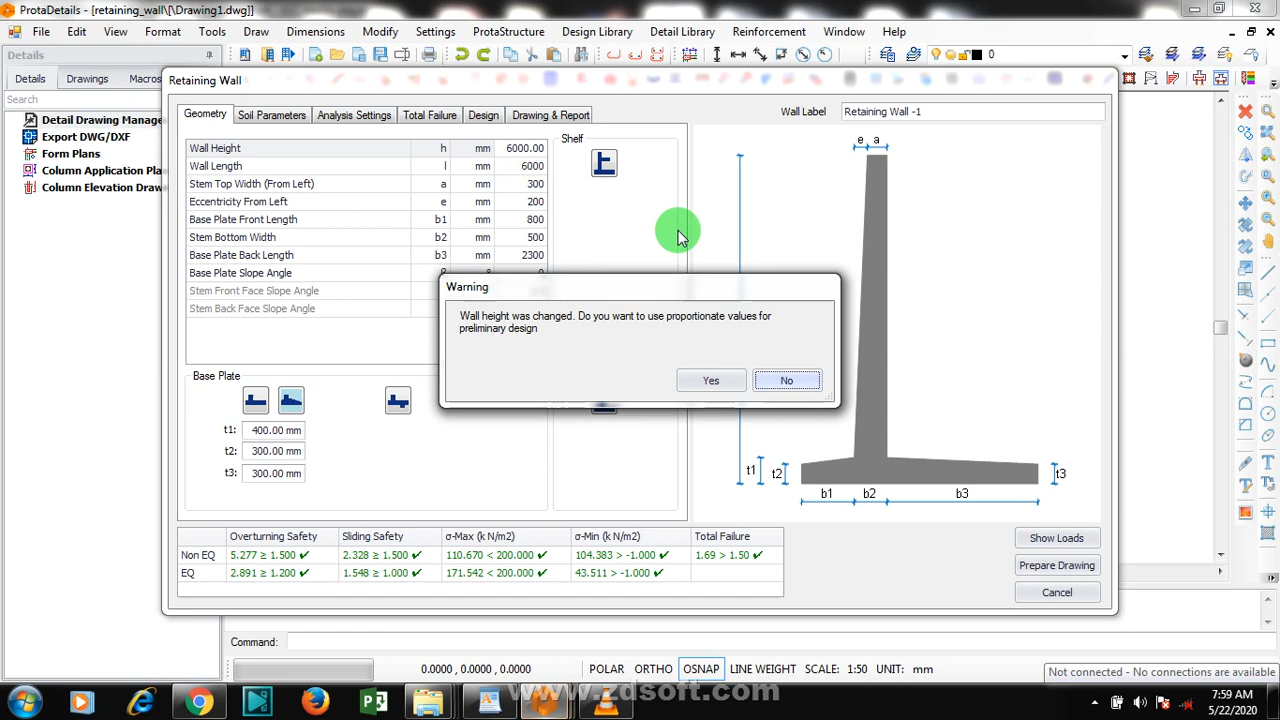 ProtaDetails - [retaining_wall\[\Drawing1.dwg]]
File Edit View Format Tools Draw Dimensions Modify Settings ProtaStructure Design Library Detail Library Reinforcement Window Help
Details
0
Details Drawings Macros
Search
Detail Drawing Mana
Export DWG/DXF
Form Plans
Column Application Pla
Column Elevation Draw
Retaining Wall
Geometry Soil Parameters Analysis Settings Total Failure Design Drawing & Report
Wall Label Retaining Wall -1
Wall Height h mm 6000.00
Wall Length l mm 6000
Stem Top Width (From Left) a mm 300
Eccentricity From Left e mm 200
Base Plate Front Length b1 mm 800
Stem Bottom Width b2 mm 500
Base Plate Back Length b3 mm 2300
Base Plate Slope Angle
Stem Front Face Slope Angle
Stem Back Face Slope Angle
Shelf
e a
Warning
Wall height was changed. Do you want to use proportionate values for
preliminary design
Yes No
Base Plate
t1: 400.00 mm
t2: 300.00 mm
t3: 300.00 mm
t1 t2 t3
b1 b2 b3
Overturning Safety Sliding Safety σ-Max (k N/m2) σ-Min (k N/m2) Total Failure
Non EQ 5.277 ≥ 1.500 ✓ 2.328 ≥ 1.500 ✓ 110.670 < 200.000 ✓ 104.383 > -1.000 ✓ 1.69 > 1.50 ✓
EQ 2.891 ≥ 1.200 ✓ 1.548 ≥ 1.000 ✓ 171.542 < 200.000 ✓ 43.511 > -1.000 ✓
Show Loads
Prepare Drawing
Cancel
Command:
0.0000 , 0.0000 , 0.0000 POLAR ORTHO OSNAP LINE WEIGHT SCALE: 1:50 UNIT: mm
Not connected - No connections are available
www.zdsoft.com
7:59 AM
5/22/2020